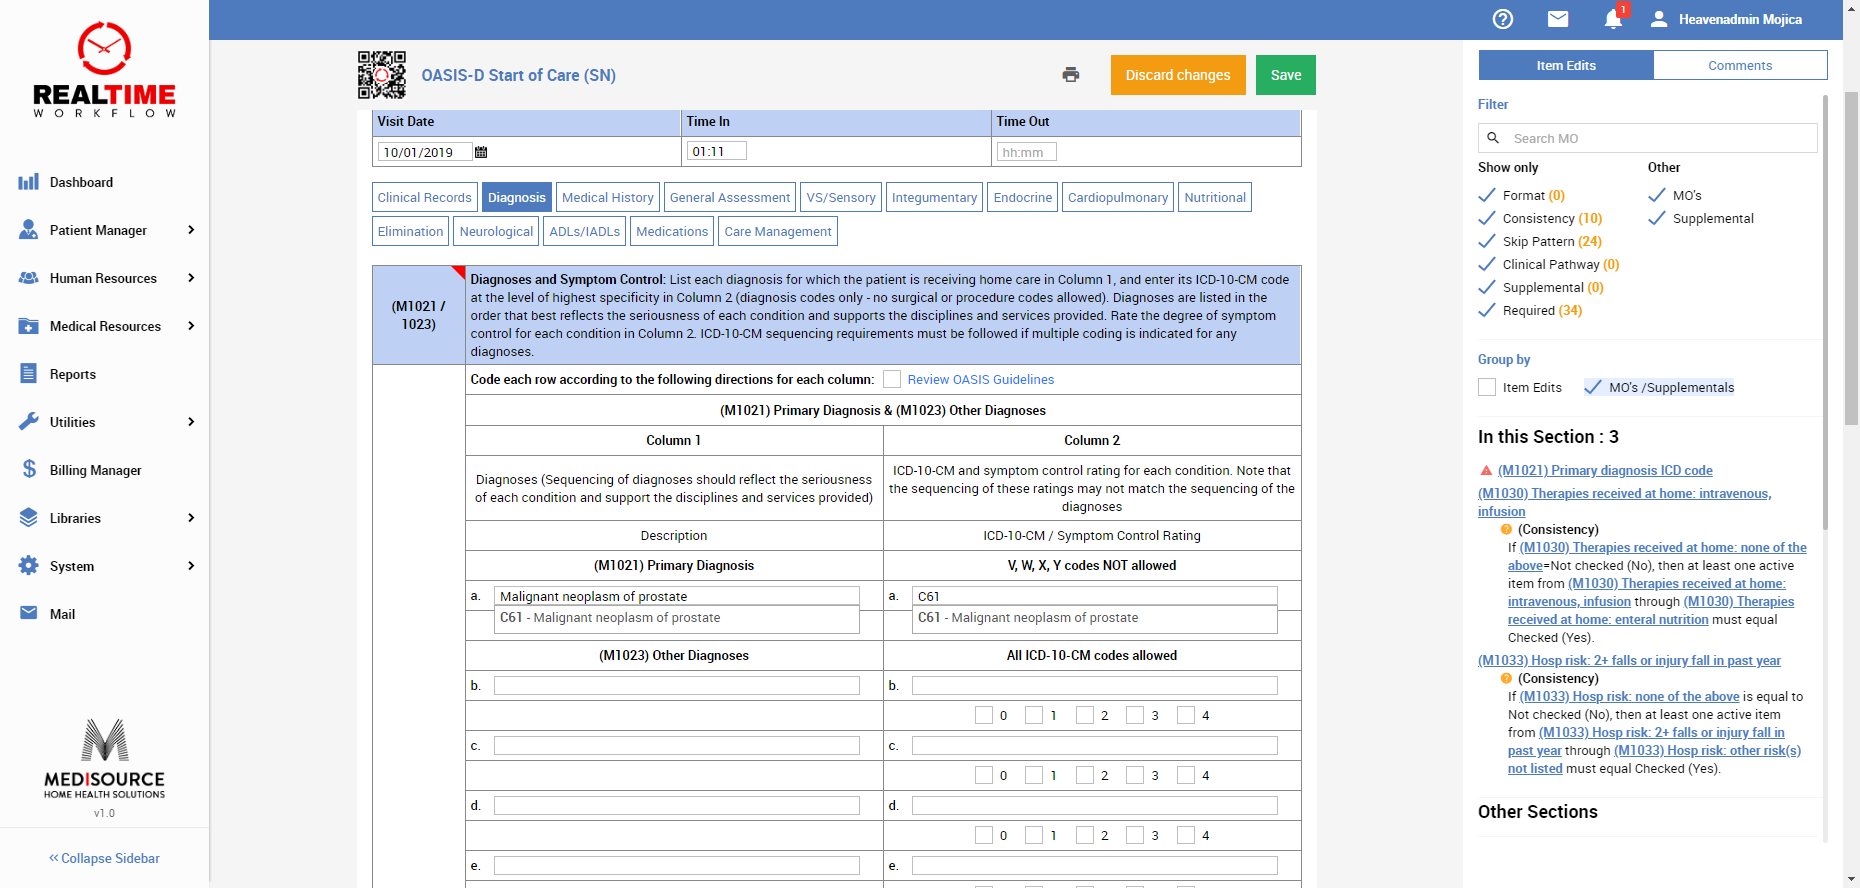 REALTIME
WORKFLOW
Dashboard
Patient Manager
Human Resources
Medical Resources
Reports
Utilities
Billing Manager
Libraries
System
Mail
MEDISOURCE
HOME HEALTH SOLUTIONS
v1.0
Collapse Sidebar
1
Heavenadmin Mojica
OASIS-D Start of Care (SN)
Discard changes
Save
Visit Date
Time In
Time Out
10/01/2019
01:11
hh:mm
Clinical Records
Diagnosis
Medical History
General Assessment
VS/Sensory
Integumentary
Endocrine
Cardiopulmonary
Nutritional
Elimination
Neurological
ADLs/IADLs
Medications
Care Management
(M1021 /
1023)
Diagnoses and Symptom Control: List each diagnosis for which the patient is receiving home care in Column 1, and enter its ICD-10-CM code
at the level of highest specificity in Column 2 (diagnosis codes only - no surgical or procedure codes allowed). Diagnoses are listed in the
order that best reflects the seriousness of each condition and supports the disciplines and services provided. Rate the degree of symptom
control for each condition in Column 2. ICD-10-CM sequencing requirements must be followed if multiple coding is indicated for any
diagnoses.
Code each row according to the following directions for each column:
Review OASIS Guidelines
(M1021) Primary Diagnosis & (M1023) Other Diagnoses
Column 1
Column 2
Diagnoses (Sequencing of diagnoses should reflect the seriousness
of each condition and support the disciplines and services provided)
ICD-10-CM and symptom control rating for each condition. Note that
the sequencing of these ratings may not match the sequencing of the
diagnoses
Description
ICD-10-CM / Symptom Control Rating
(M1021) Primary Diagnosis
V, W, X, Y codes NOT allowed
a. Malignant neoplasm of prostate
C61 - Malignant neoplasm of prostate
a. C61
C61 - Malignant neoplasm of prostate
(M1023) Other Diagnoses
All ICD-10-CM codes allowed
b.
b.
0 1 2 3 4
c.
c.
0 1 2 3 4
d.
d.
0 1 2 3 4
e.
e.
Item Edits
Comments
Filter
Search MO
Show only
Other
Format (0)
MO's
Consistency (10)
Supplemental
Skip Pattern (24)
Clinical Pathway (0)
Supplemental (0)
Required (34)
Group by
Item Edits
MO's /Supplementals
In this Section : 3
(M1021) Primary diagnosis ICD code
(M1030) Therapies received at home: intravenous,
infusion
(Consistency)
If (M1030) Therapies received at home: none of the
above=Not checked (No), then at least one active
item from (M1030) Therapies received at home:
intravenous, infusion through (M1030) Therapies
received at home: enteral nutrition must equal
Checked (Yes).
(M1033) Hosp risk: 2+ falls or injury fall in past year
(Consistency)
If (M1033) Hosp risk: none of the above is equal to
Not checked (No), then at least one active item
from (M1033) Hosp risk: 2+ falls or injury fall in
past year through (M1033) Hosp risk: other risk(s)
not listed must equal Checked (Yes).
Other Sections